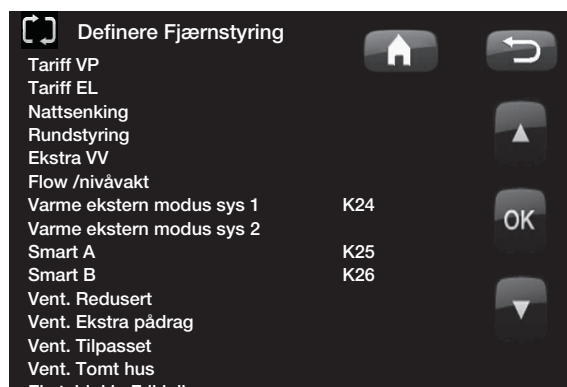 Definere Fjærnstyring
Tariff VP
Tariff EL
Nattsenking
Rundstyring
Ekstra VV
Flow /nivåvakt
Varme ekstern modus sys 1 K24
Varme ekstern modus sys 2
OK
Smart A K25
Smart B K26
Vent. Redusert
Vent. Ekstra pådrag
Vent. Tilpasset
Vent. Tomt hus